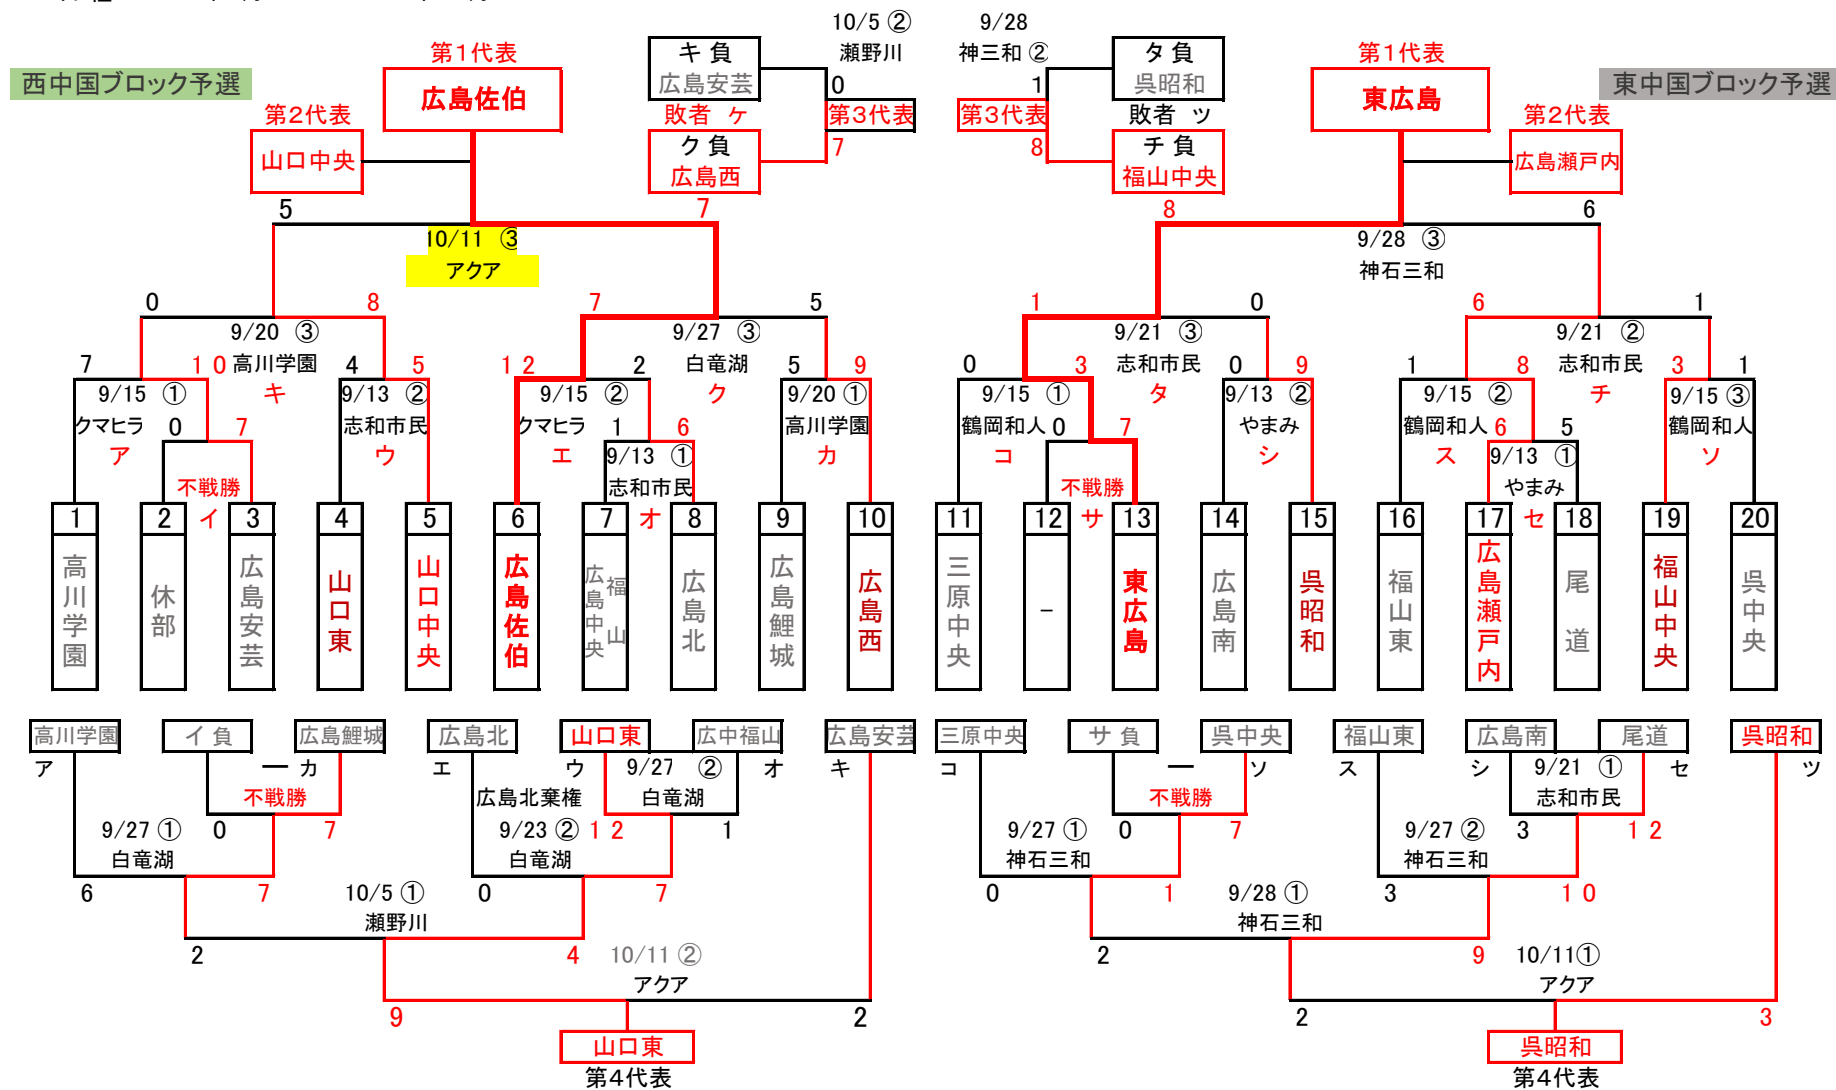 10/5 ② 9/28
瀬野川 神三和 ②
西中国ブロック予選 第1代表 キ 負 広島安芸 0 1 タ 負 呉昭和 第1代表 東中国ブロック予選
広島佐伯 東広島
第2代表 敗者 ケ 第3代表 第3代表 敗者 ッ 第2代表
山口中央 ク 負 広島西 7 8 チ 負 福山中央 広島瀬戸内
5 7 8 6
10/11 ③ 9/28 ③
アクア 神石三和
0 8 7 5 1 0 6 1
9/20 ③ 9/27 ③ 9/21 ③ 9/21 ②
高川学園 白竜湖 志和市民 志和市民
キ ク タ チ
7 10 4 5 12 2 5 9 0 3 0 9 1 8 3 1
9/15 ① 9/13 ② 9/15 ② 9/20 ① 9/15 ① 9/13 ② 9/15 ② 9/15 ③
クマヒラ 志和市民 クマヒラ 高川学園 鶴岡和人 やまみ 鶴岡和人 鶴岡和人
ア ウ エ カ コ シ ス ソ
0 7 1 6 0 7 6 5
9/13 ① 9/13 ①
不戦勝 志和市民 不戦勝 やまみ
イ オ サ セ
1 2 3 4 5 6 7 8 9 10 11 12 13 14 15 16 17 18 19 20
高川学園
休部
広島安芸
山口東
山口中央
広島佐伯
広島中央
福山
広島北
広島鯉城
広島西
三原中央
-
東広島
広島南
呉昭和
福山東
広島瀬戸内
尾道
福山中央
呉中央
高川学園 イ 負 広島鯉城 広島北 山口東 広中福山 広島安芸 三原中央 サ 負 呉中央 福山東 広島南 尾道 呉昭和
ア ー カ エ ウ 9/27 ② オ キ コ ー ソ ス シ 9/21 ① セ ツ
不戦勝 広島北棄権 白竜湖 不戦勝 志和市民
9/27 ① 0 7 9/23 ② 12 1 9/27 ① 0 7 9/27 ② 3 12
白竜湖 白竜湖 神石三和 神石三和
6 7 10/5 ① 0 7 0 1 9/28 ① 3 10
瀬野川 神石三和
2 4 10/11 ② 2 9 10/11①
アクア アクア
9 2 2 3
山口東 呉昭和
第4代表 第4代表